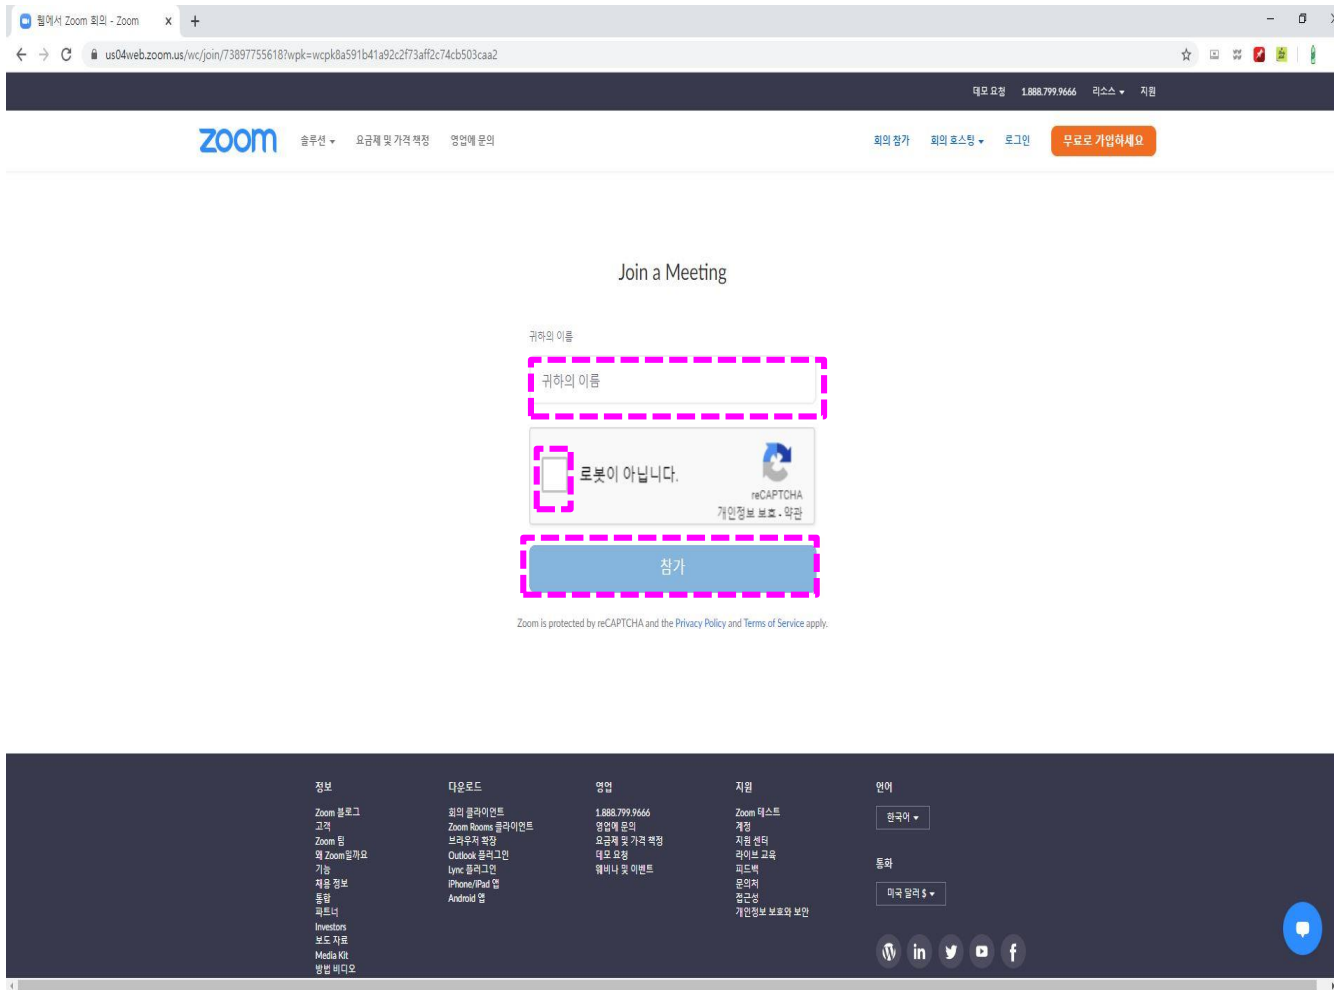 웹에서 Zoom 회의 - Zoom
us04web.zoom.us/wc/join/73897755618?wpk=wcpk8a591b41a92c2f73aff2c74cb503caa2
데모 요청 1.888.799.9666 리소스 지원
zoom 솔루션 요금제 및 가격 책정 영업에 문의 회의 참가 회의 호스팅 로그인 무료로 가입하세요
Join a Meeting
귀하의 이름
귀하의 이름
로봇이 아닙니다.
reCAPTCHA
개인정보 보호 - 약관
참가
Zoom is protected by reCAPTCHA and the Privacy Policy and Terms of Service apply.
정보
Zoom 블로그
고객
Zoom 팀
왜 Zoom일까요
기능
채용 정보
통합
파트너
Investors
보도 자료
Media Kit
방법 비디오
다운로드
회의 클라이언트
Zoom Rooms 클라이언트
브라우저 확장
Outlook 플러그인
Lync 플러그인
iPhone/iPad 앱
Android 앱
영업
1.888.799.9666
영업에 문의
요금제 및 가격 책정
데모 요청
웨비나 및 이벤트
지원
Zoom 테스트
계정
지원 센터
라이브 교육
피드백
문의처
접근성
개인정보 보호와 보안
언어
한국어
통화
미국 달러 $